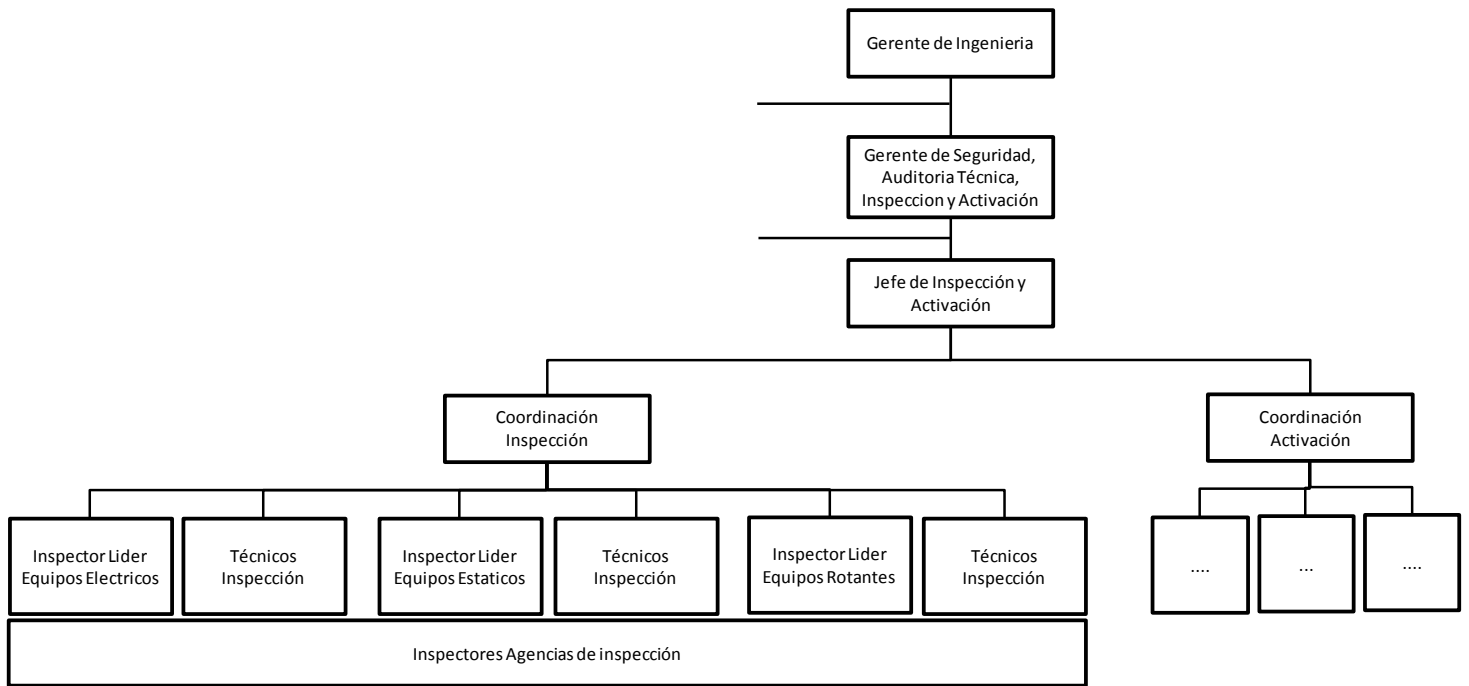 Gerente de Ingenieria
Gerente de Seguridad,
Auditoria Técnica,
Inspeccion y Activación
Jefe de Inspección y
Activación
Coordinación
Inspección
Coordinación
Activación
Inspector Lider
Equipos Electricos
Técnicos
Inspección
Inspector Lider
Equipos Estaticos
Técnicos
Inspección
Inspector Lider
Equipos Rotantes
Técnicos
Inspección
....
...
....
Inspectores Agencias de inspección